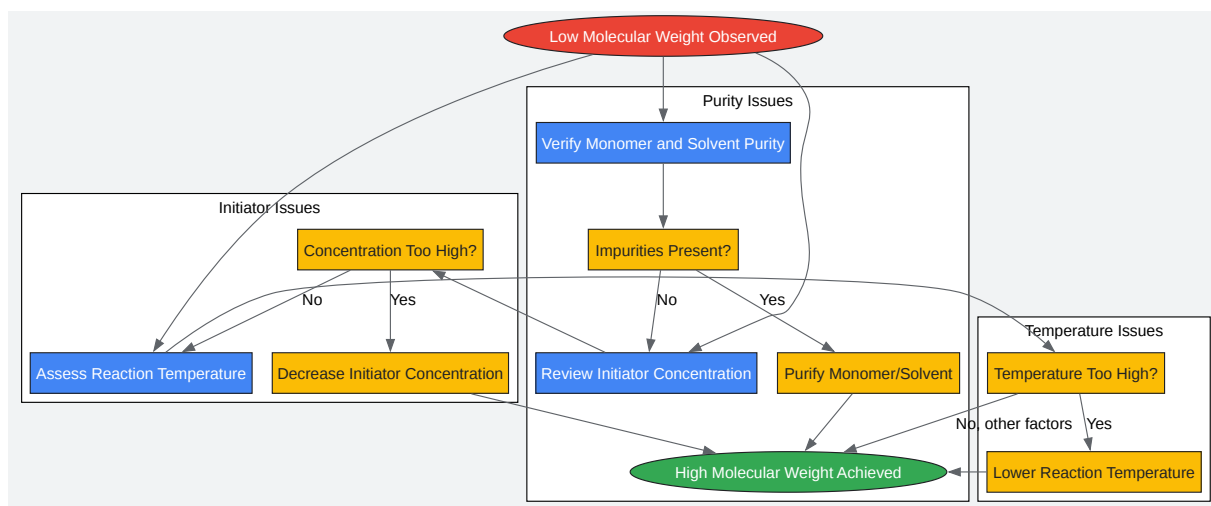 Low Molecular Weight Observed
Purity Issues
Verify Monomer and Solvent Purity
Initiator Issues
Concentration Too High?
Impurities Present?
No
Yes
No
Yes
Temperature Issues
Assess Reaction Temperature
Decrease Initiator Concentration
Review Initiator Concentration
Purify Monomer/Solvent
Temperature Too High?
No, other factors
Yes
High Molecular Weight Achieved
Lower Reaction Temperature